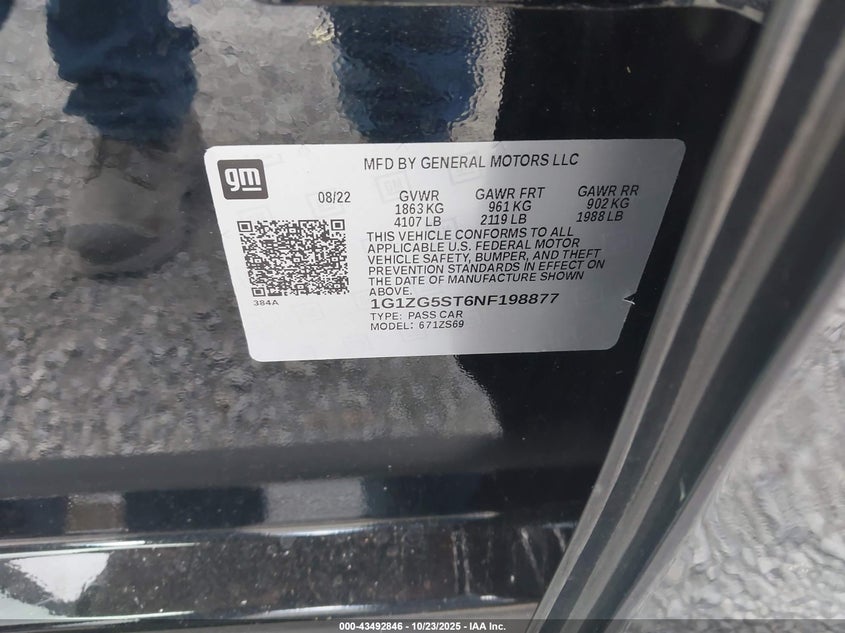 gm
MFD BY GENERAL MOTORS LLC
08/22 GVWR GAWR FRT GAWR RR
1863 KG 961 KG 902 KG
4107 LB 2119 LB 1988 LB
THIS VEHICLE CONFORMS TO ALL
APPLICABLE U.S. FEDERAL MOTOR
VEHICLE SAFETY, BUMPER, AND THEFT
PREVENTION STANDARDS IN EFFECT ON
THE DATE OF MANUFACTURE SHOWN
ABOVE.
384A
1G1ZG5ST6NF198877
TYPE: PASS CAR
MODEL: 671ZS69
000-43492846 - 10/23/2025 - IAA Inc.